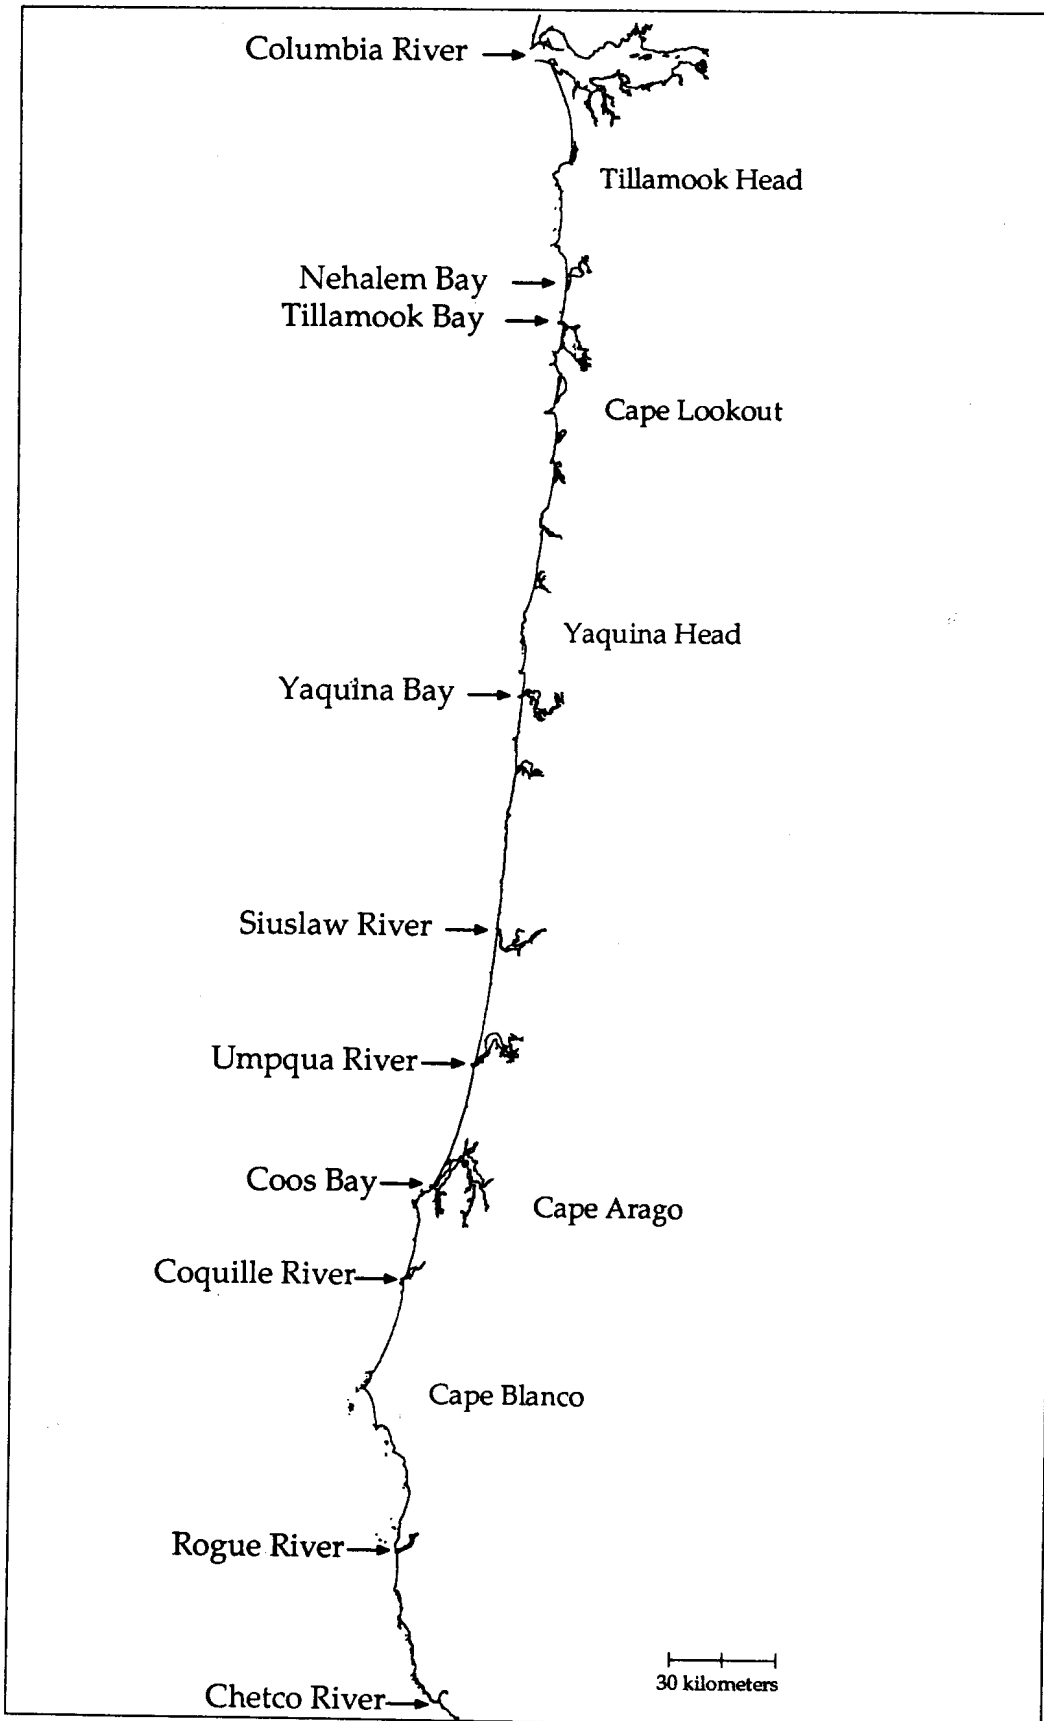 Columbia River
Tillamook Head
Nehalem Bay
Tillamook Bay
Cape Lookout
Yaquina Head
Yaquina Bay
Siuslaw River
Umpqua River
Coos Bay
Cape Arago
Coquille River
Cape Blanco
Rogue River
30 kilometers
Chetco River